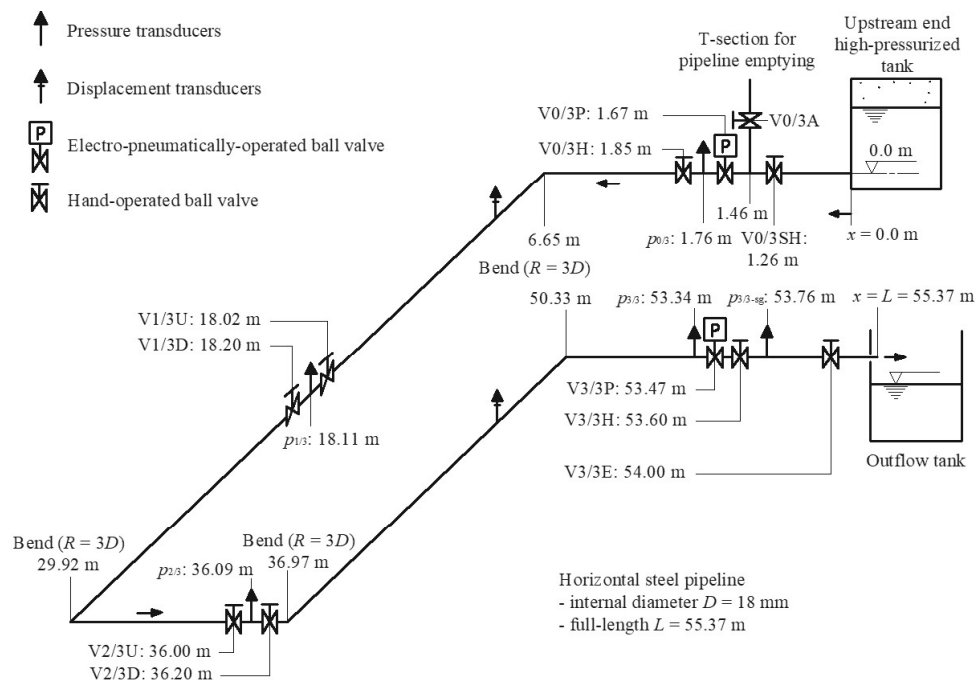 Pressure transducers
Displacement transducers
P
Electro-pneumatically-operated ball valve
Hand-operated ball valve
T-section for
pipeline emptying
Upstream end
high-pressurized
tank
V0/3P: 1.67 m
V0/3A
P
V0/3H: 1.85 m
0.0 m
1.46 m
6.65 m
p0/3: 1.76 m
V0/3SH:
1.26 m
x = 0.0 m
Bend (R = 3D)
50.33 m
p3/3: 53.34 m
p3/3-sg: 53.76 m
x = L = 55.37 m
V1/3U: 18.02 m
V1/3D: 18.20 m
P
p1/3: 18.11 m
V3/3P: 53.47 m
V3/3H: 53.60 m
V3/3E: 54.00 m
Outflow tank
Bend (R = 3D)
29.92 m
Bend (R = 3D)
36.97 m
p2/3: 36.09 m
V2/3U: 36.00 m
V2/3D: 36.20 m
Horizontal steel pipeline
- internal diameter D = 18 mm
- full-length L = 55.37 m